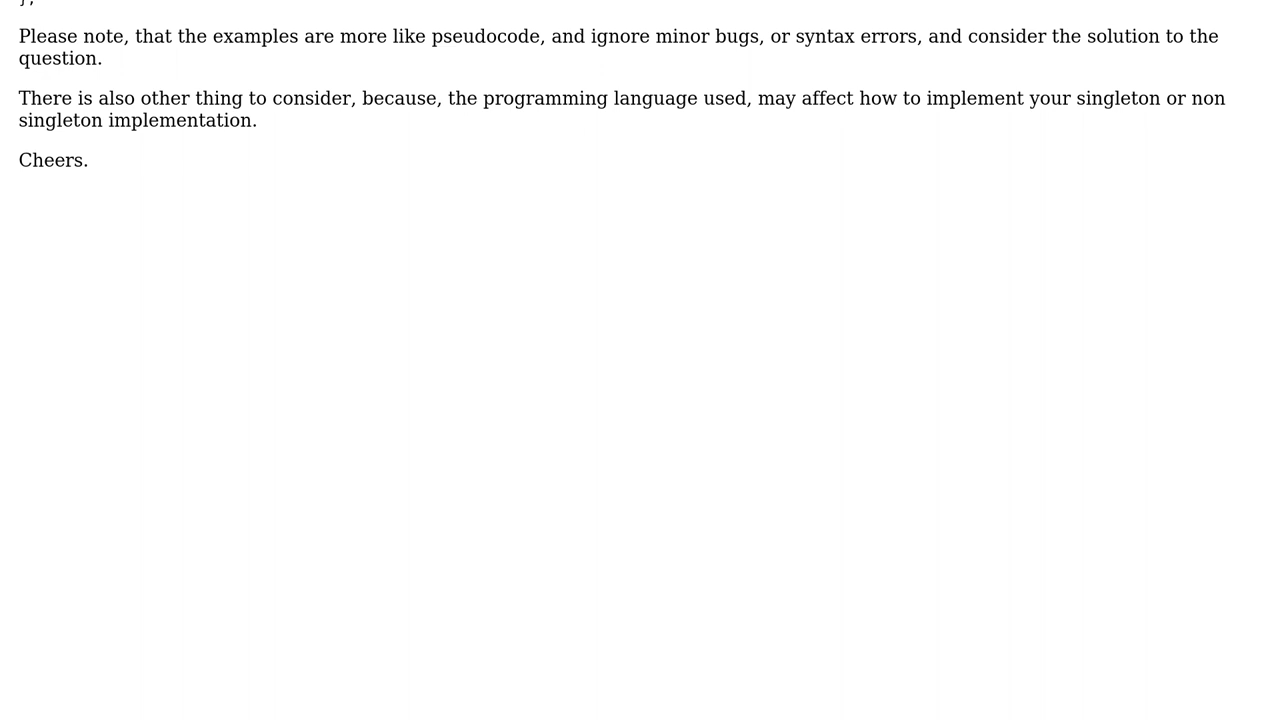 };
Please note, that the examples are more like pseudocode, and ignore minor bugs, or syntax errors, and consider the solution to the
question.
There is also other thing to consider, because, the programming language used, may affect how to implement your singleton or non
singleton implementation.
Cheers.